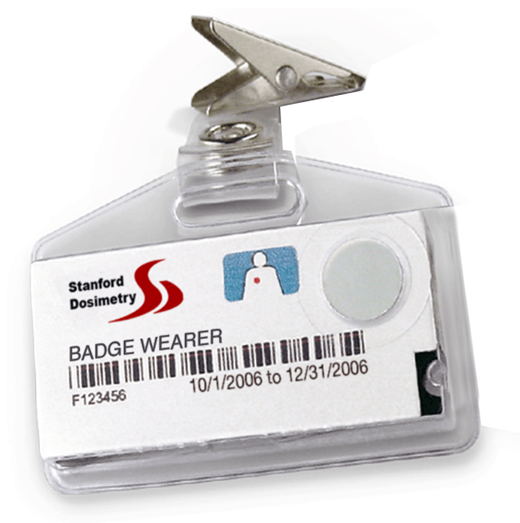 Stanford
Dosimetry
BADGE WEARER
F123456
10/1/2006 to 12/31/2006